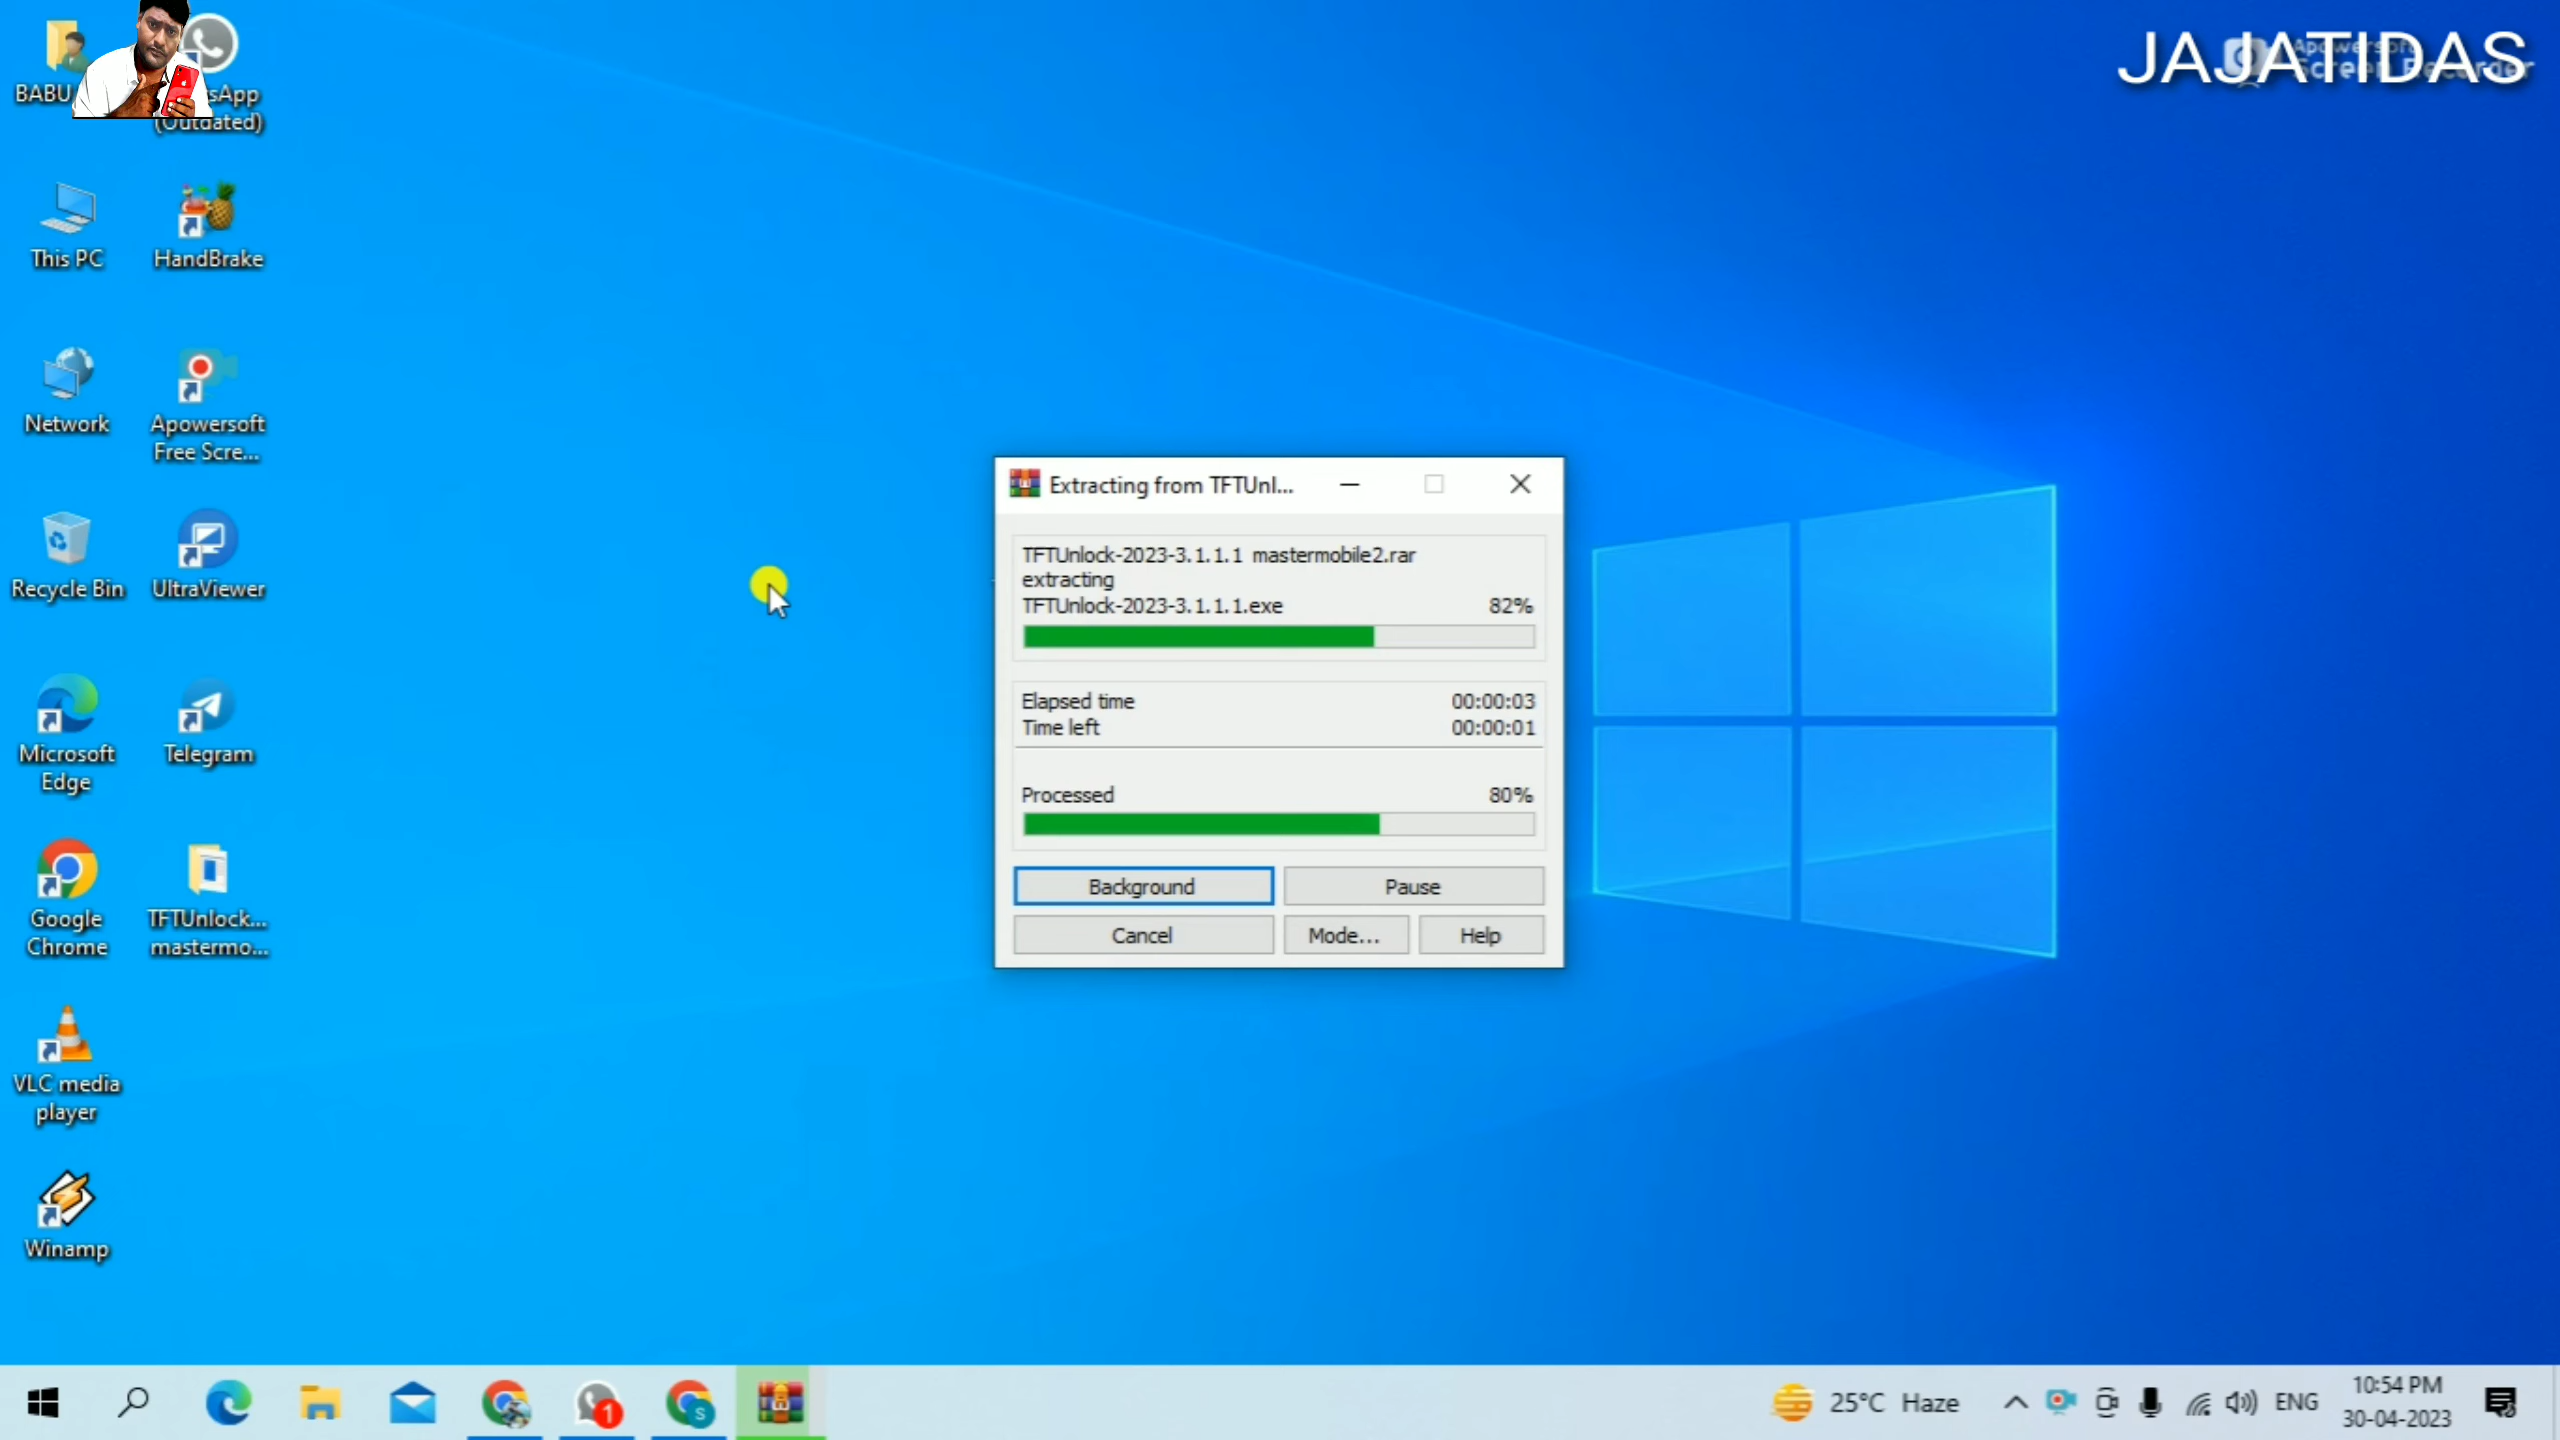 BABU
sApp
(Outdated)
JAJATIDAS
This PC
HandBrake
Network
Apowersoft
Free Scre...
Recycle Bin
UltraViewer
Microsoft
Edge
Telegram
Google
Chrome
TFTUnlock...
mastermo...
VLC media
player
Winamp
Extracting from TFTUnl...
TFTUnlock-2023-3.1.1.1 mastermobile2.rar
extracting
TFTUnlock-2023-3.1.1.1.exe 82%
Elapsed time 00:00:03
Time left 00:00:01
Processed 80%
Background Pause
Cancel Mode... Help
1
S
25°C Haze
ENG
10:54 PM
30-04-2023